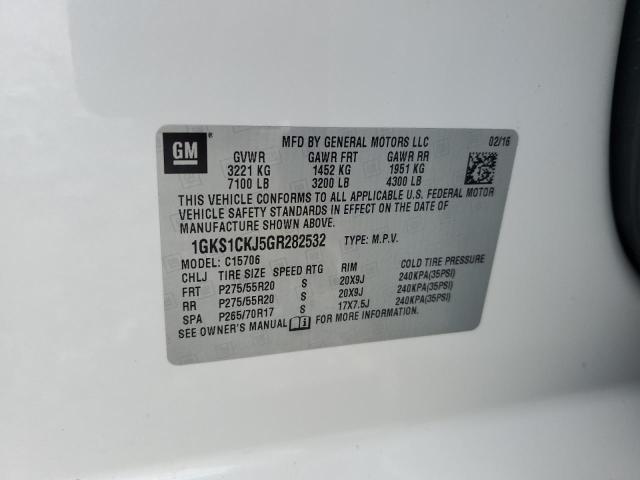 GM ®
MFD BY GENERAL MOTORS LLC 02/16
GVWR GAWR FRT GAWR RR
3221 KG 1452 KG 1951 KG
7100 LB 3200 LB 4300 LB
THIS VEHICLE CONFORMS TO ALL APPLICABLE U.S. FEDERAL MOTOR
VEHICLE SAFETY STANDARDS IN EFFECT ON THE DATE OF
MANUFACTURE SHOWN ABOVE.
1GKS1CKJ5GR282532 TYPE: M.P.V.
MODEL: C15706
CHLJ TIRE SIZE SPEED RTG RIM COLD TIRE PRESSURE
FRT P275/55R20 S 20X9J 240KPA(35PSI)
RR P275/55R20 S 20X9J 240KPA(35PSI)
SPA P265/70R17 S 17X7.5J 240KPA(35PSI)
SEE OWNER'S MANUAL FOR MORE INFORMATION.